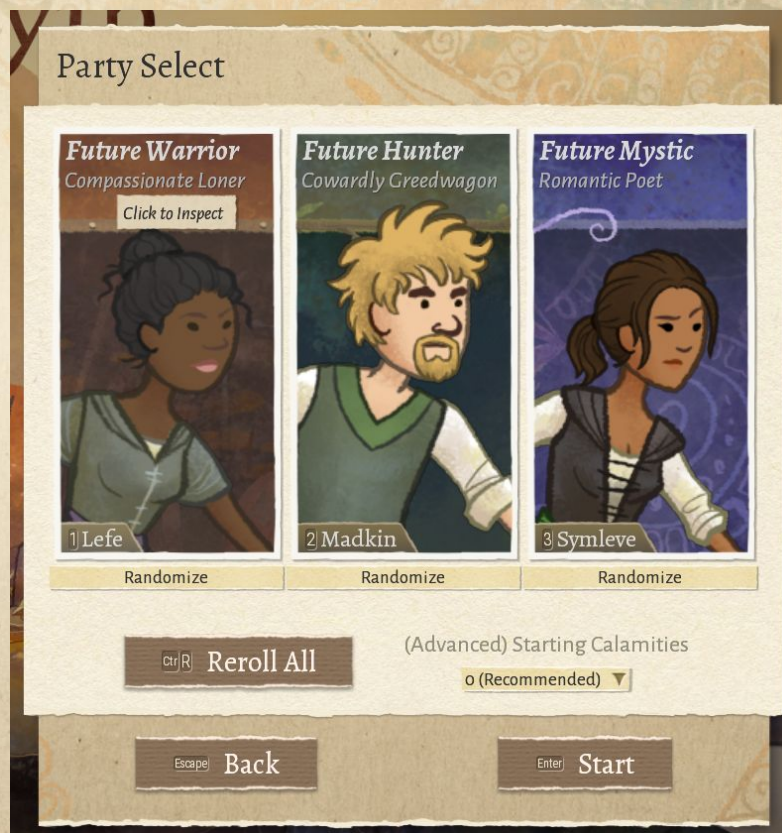 Party Select
Future Warrior
Compassionate Loner
Click to Inspect
Future Hunter
Cowardly Greedwagon
Future Mystic
Romantic Poet
1 Lefe
2 Madkin
3 Symleve
Randomize
Randomize
Randomize
Ctr R Reroll All
(Advanced) Starting Calamities
0 (Recommended)
Escape Back
Enter Start